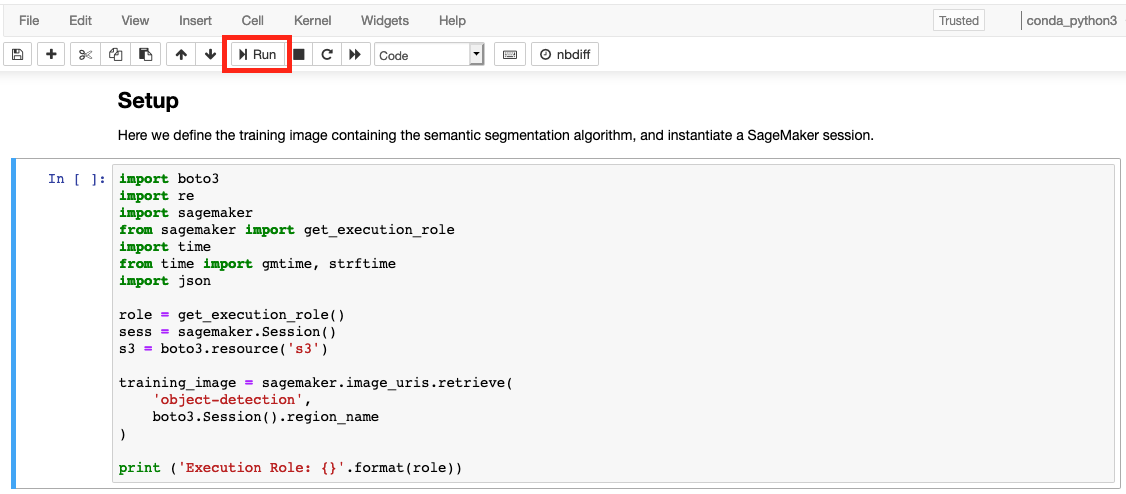 File Edit View Insert Cell Kernel Widgets Help Trusted conda_python3
Run Code nbdiff
Setup
Here we define the training image containing the semantic segmentation algorithm, and instantiate a SageMaker session.
In [ ]: import boto3
import re
import sagemaker
from sagemaker import get_execution_role
import time
from time import gmtime, strftime
import json
role = get_execution_role()
sess = sagemaker.Session()
s3 = boto3.resource('s3')
training_image = sagemaker.image_uris.retrieve(
    'object-detection',
    boto3.Session().region_name
)
print ('Execution Role: {}'.format(role))